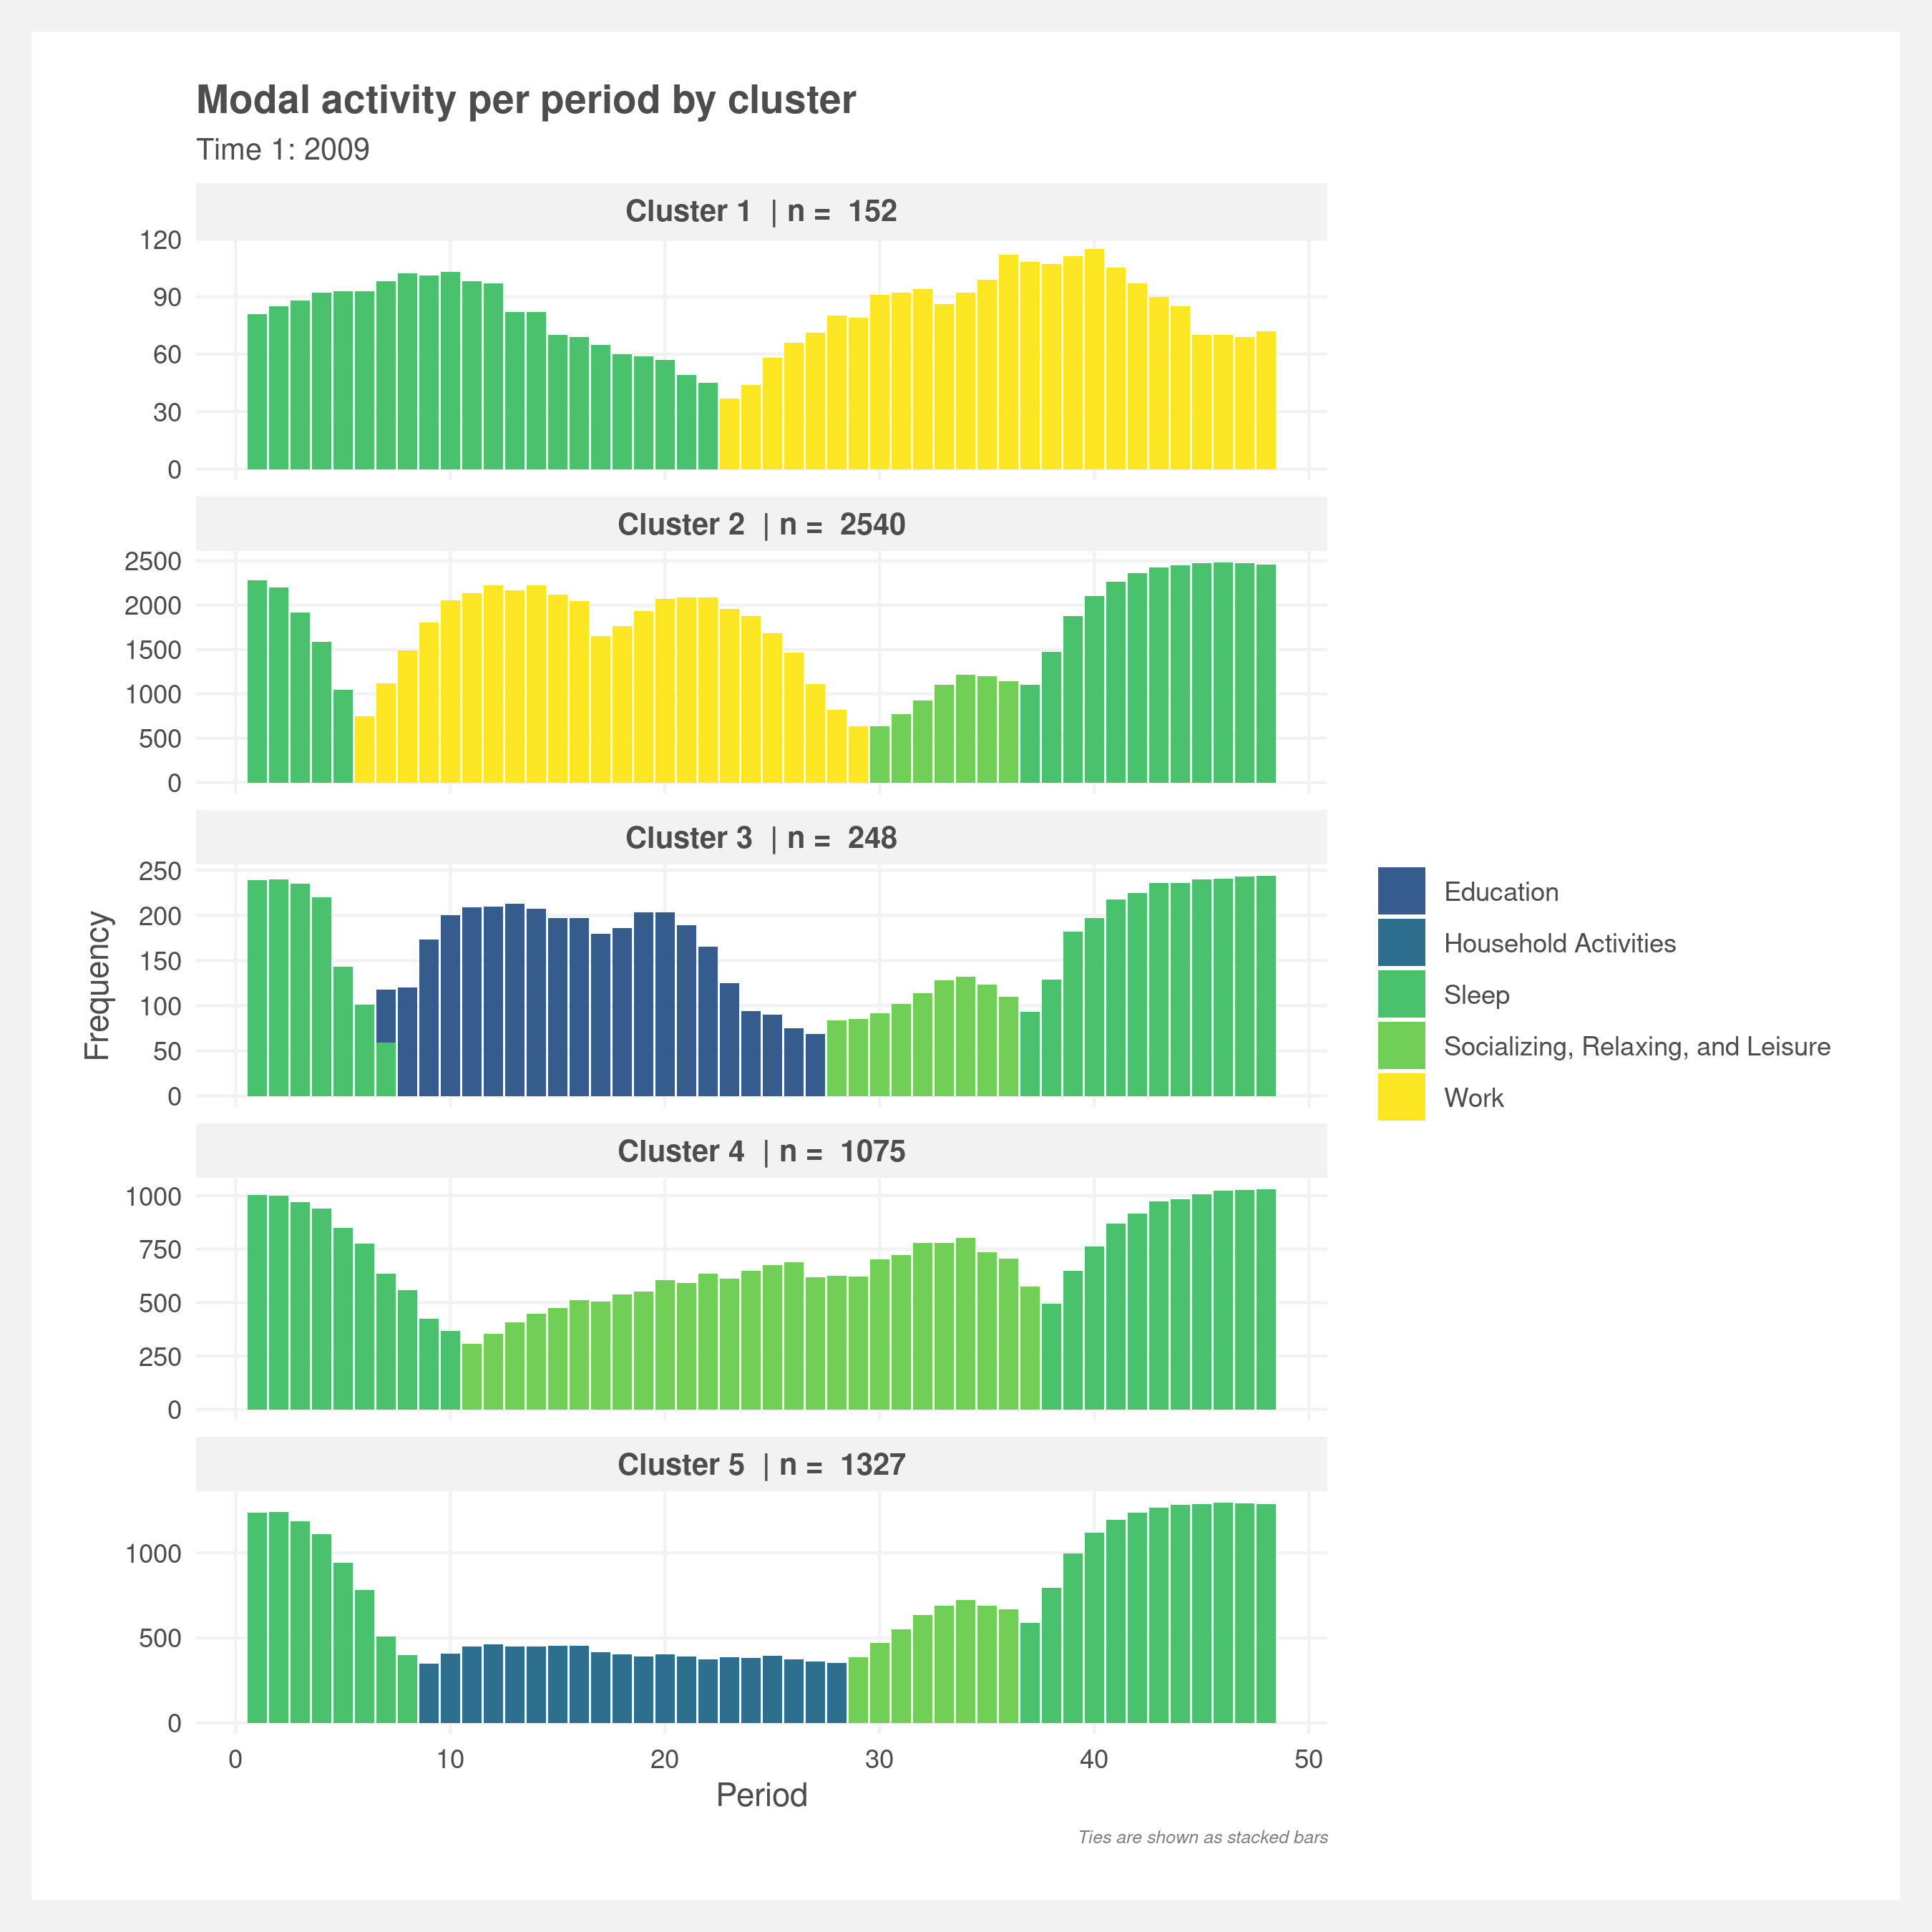 Modal activity per period by cluster
Time 1: 2009
Cluster 1 | n = 152
120
90
60
30
0
Cluster 2 | n = 2540
2500
2000
1500
1000
500
0
Cluster 3 | n = 248
250
200
150
100
50
0
Cluster 4 | n = 1075
1000
750
500
250
0
Cluster 5 | n = 1327
1000
500
0
0 10 20 30 40 50
Period
Frequency
Education
Household Activities
Sleep
Socializing, Relaxing, and Leisure
Work
Ties are shown as stacked bars